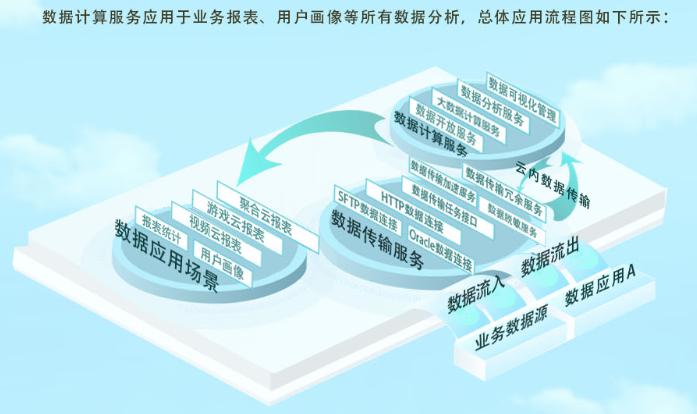 数据计算服务应用于业务报表、用户画像等所有数据分析，总体应用流程图如下所示：
数据可视化管理
数据分析服务
大数据计算服务
数据开放服务
数据计算服务
云内数据传输
数据传输加速服务
数据传输冗余服务
数据传输任务接口
数据脱敏服务
SFTP数据连接
HTTP数据连接
Oracle数据连接
数据传输服务
聚合云报表
游戏云报表
视频云报表
报表统计
用户画像
数据应用场景
数据流入
数据流出
业务数据源
数据应用A